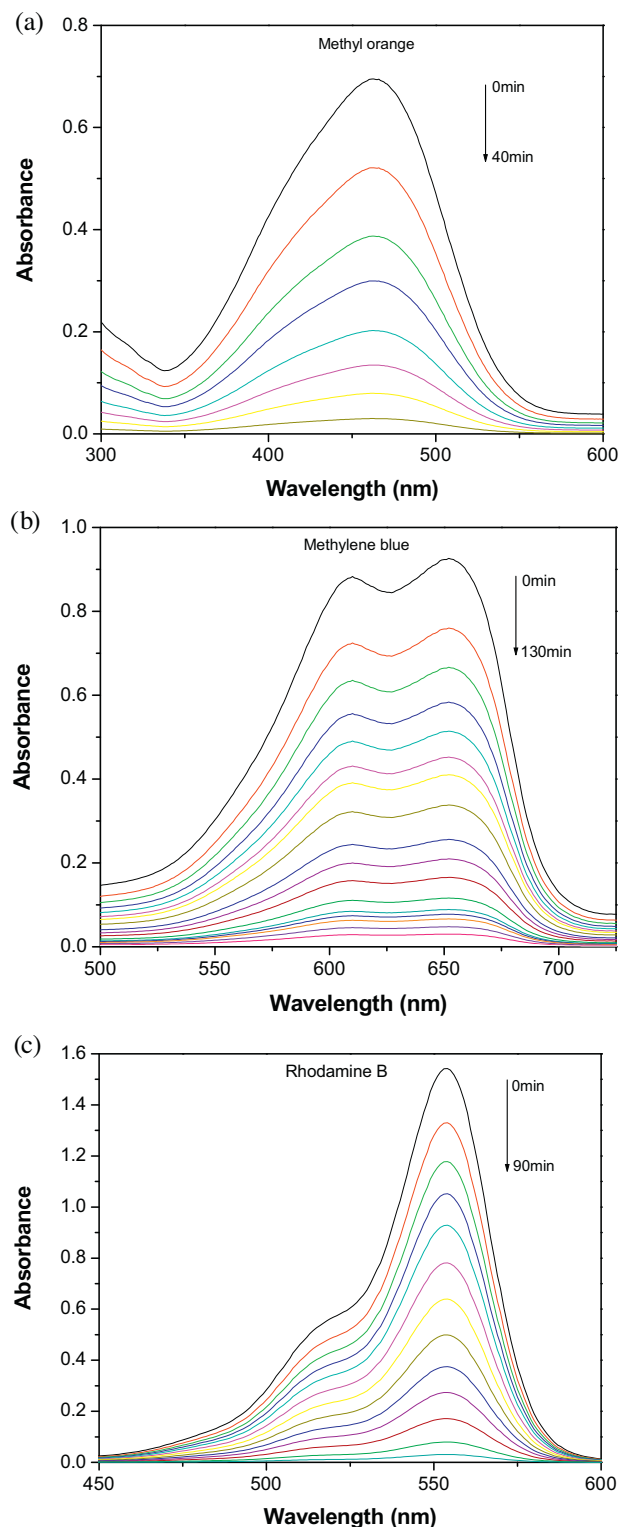 (a)
Methyl orange
0min
40min
0.8
0.6
0.4
0.2
0.0
Absorbance
300
400
500
600
Wavelength (nm)
(b)
Methylene blue
0min
130min
1.0
0.9
0.8
0.6
0.4
0.2
0.0
Absorbance
500
550
600
650
700
Wavelength (nm)
(c)
Rhodamine B
0min
90min
1.6
1.4
1.2
1.0
0.8
0.6
0.4
0.2
0.0
Absorbance
450
500
550
600
Wavelength (nm)